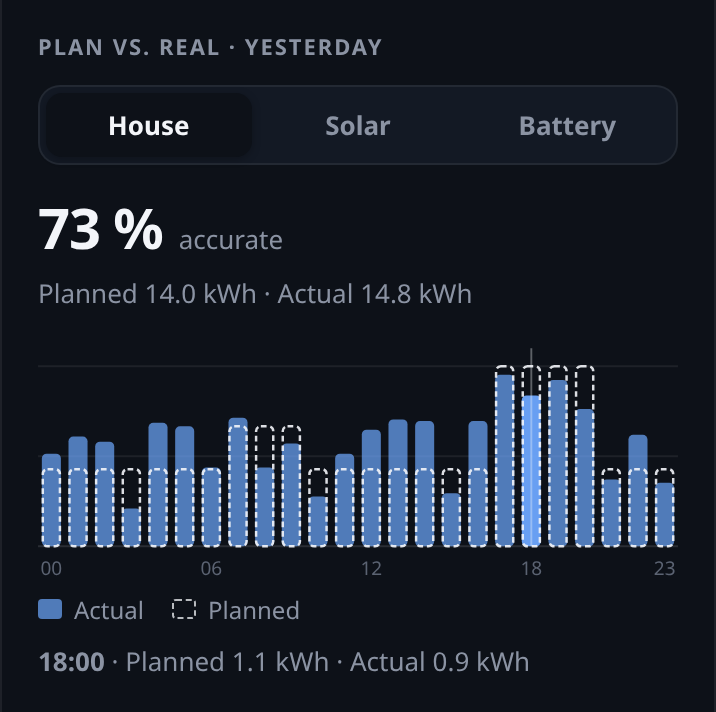 PLAN VS. REAL · YESTERDAY
House Solar Battery
73 % accurate
Planned 14.0 kWh · Actual 14.8 kWh
00 06 12 18 23
Actual Planned
18:00 · Planned 1.1 kWh · Actual 0.9 kWh